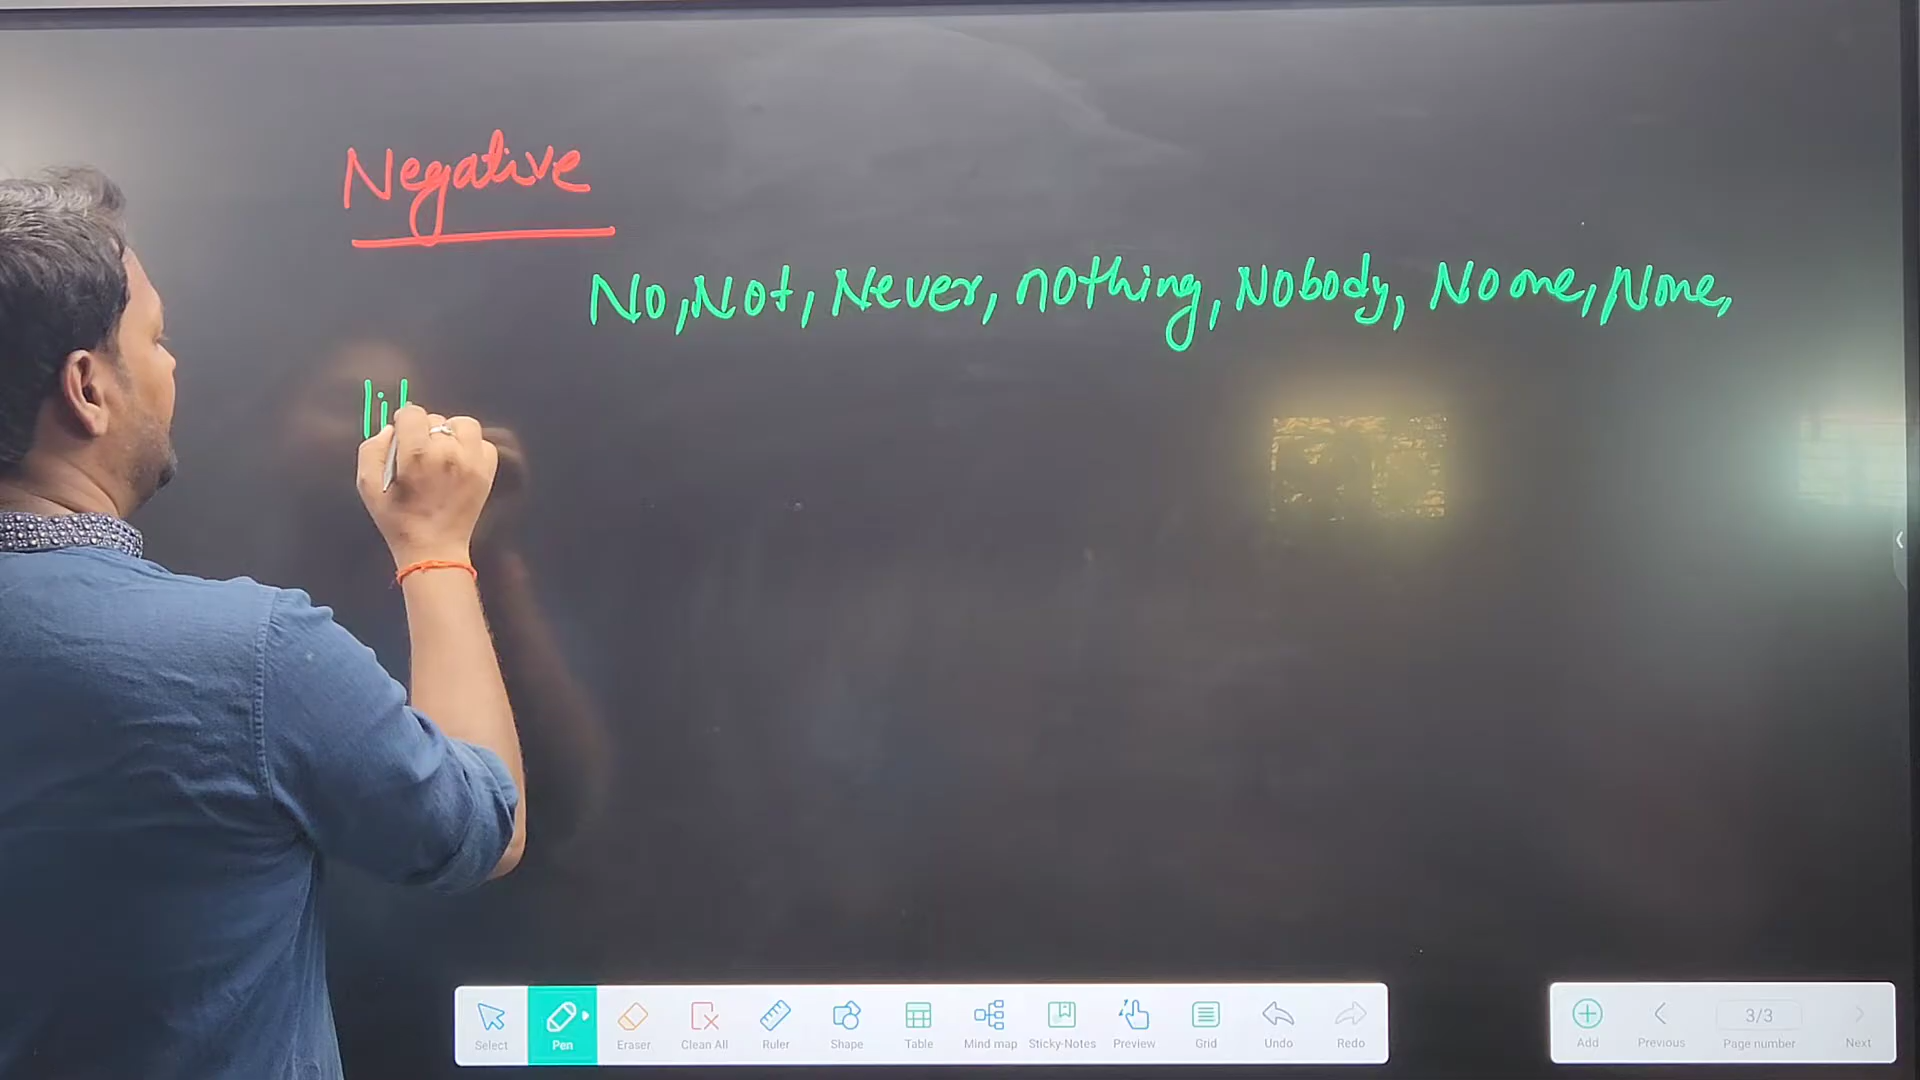 Negative
No, Not, Never, nothing, Nobody, No one, None,
Select Pen Eraser Clean All Ruler Shape Table Mind map Sticky-Notes Preview Grid Undo Redo
Add Previous 3/3 Page number Next